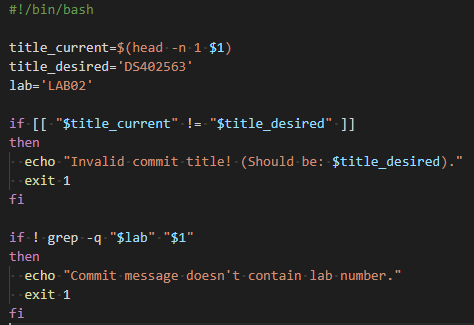 #!/bin/bash
title_current=$(head -n 1 $1)
title_desired='DS402563'
lab='LAB02'
if [[ "$title_current" != "$title_desired" ]]
then
  echo "Invalid commit title! (Should be: $title_desired)."
  exit 1
fi
if ! grep -q "$lab" "$1"
then
  echo "Commit message doesn't contain lab number."
  exit 1
fi